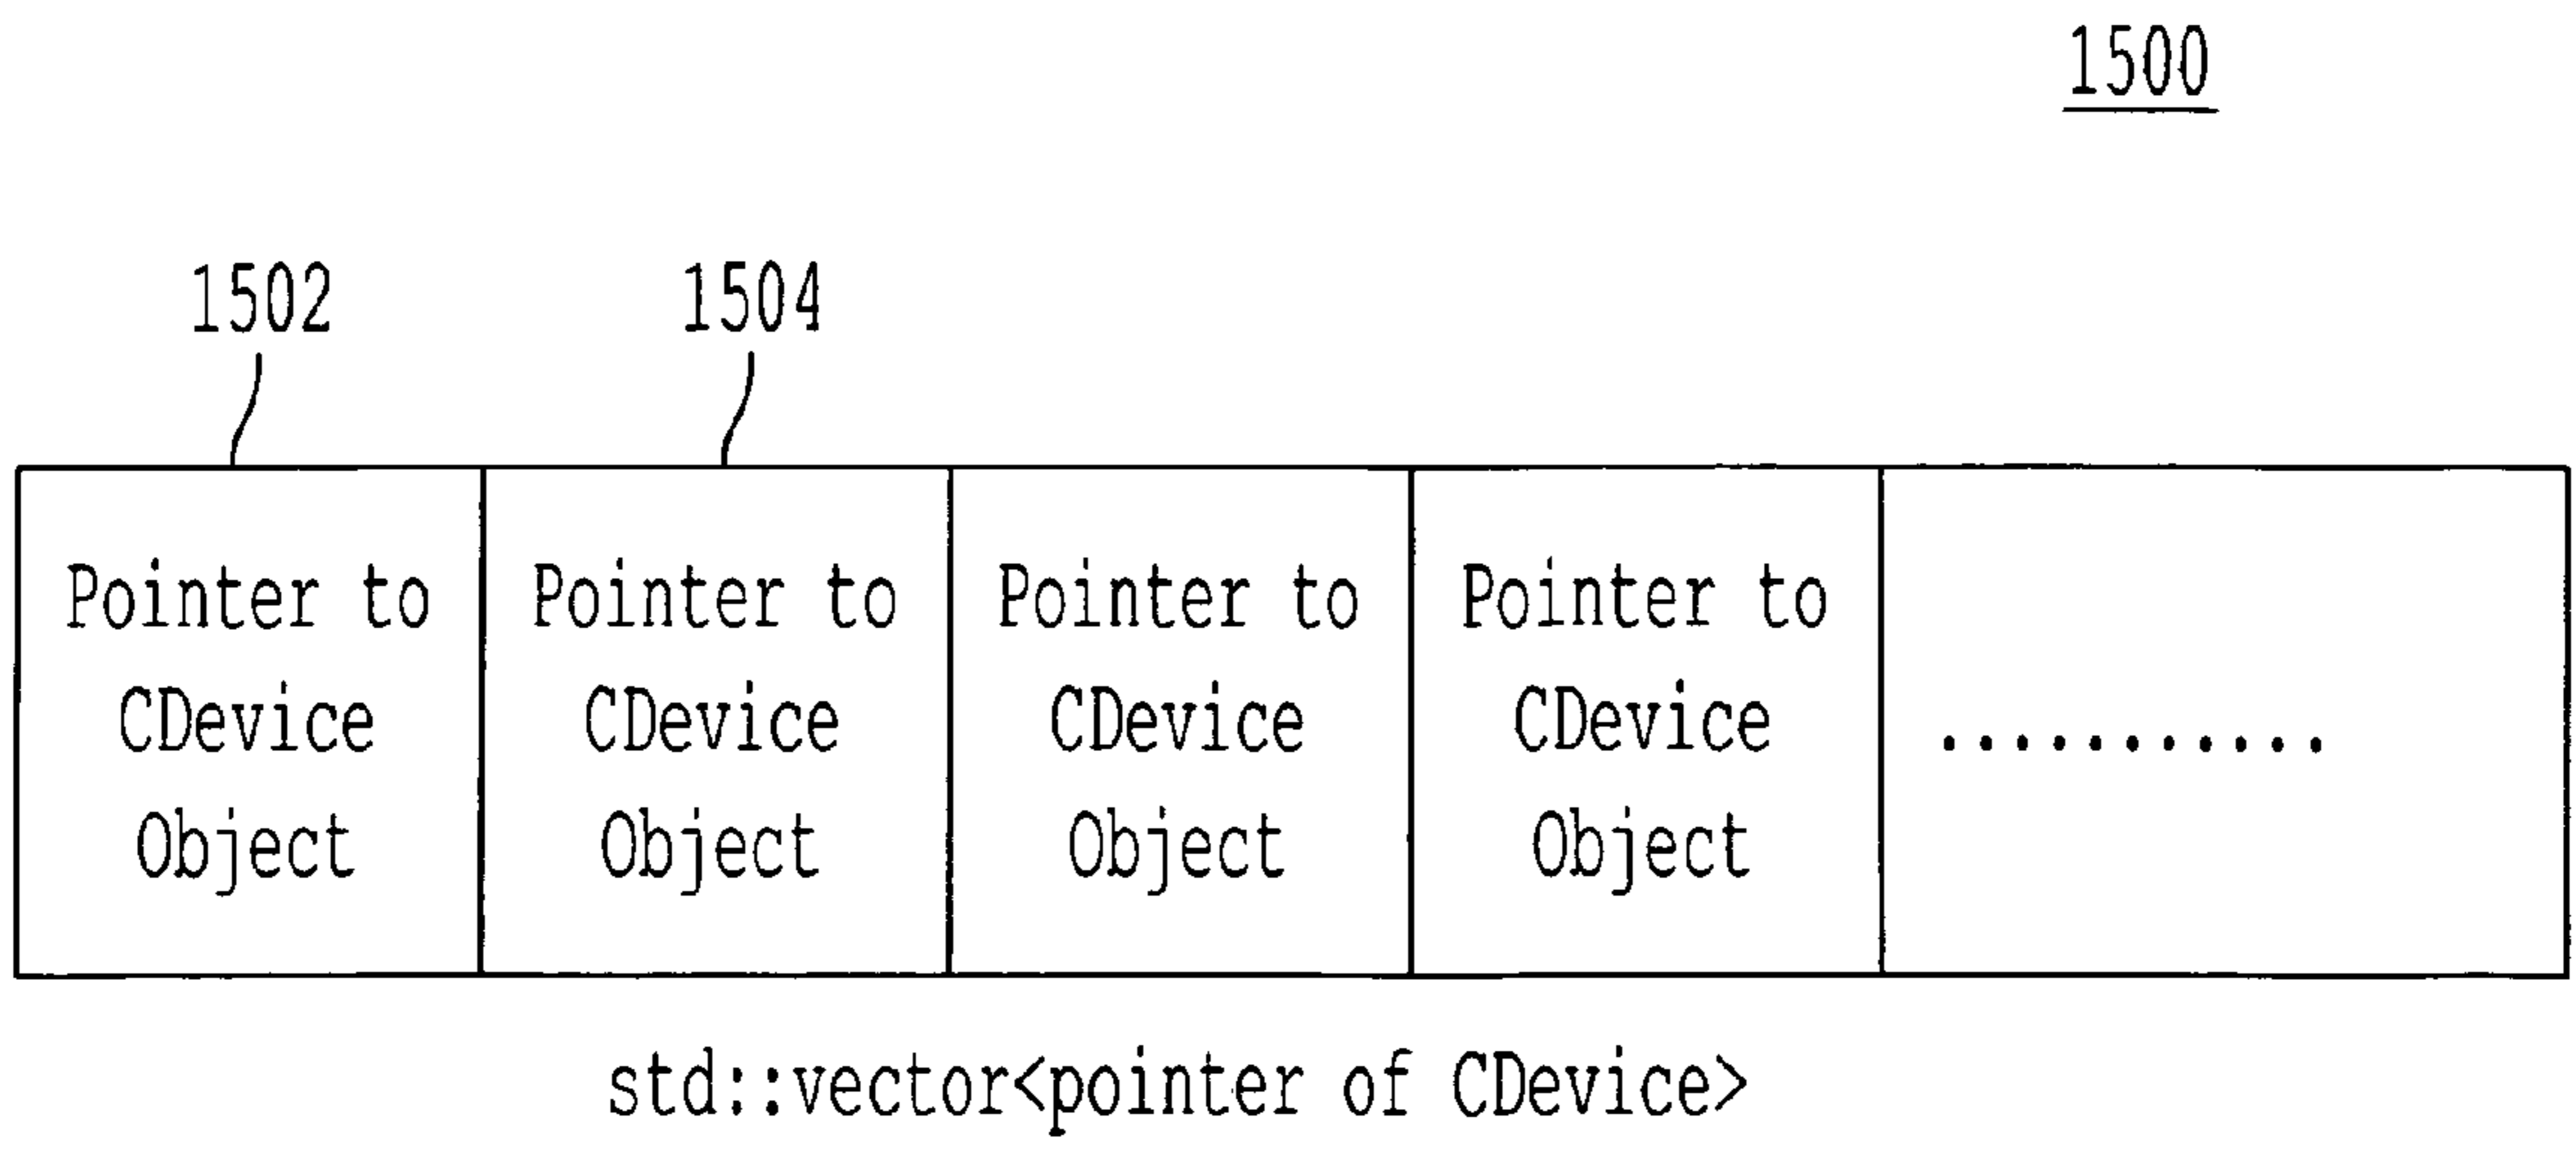 1500
1502 1504
Pointer to Pointer to Pointer to Pointer to
CDevice CDevice CDevice CDevice
...........
Object Object Object Object
std::vector<pointer of CDevice>